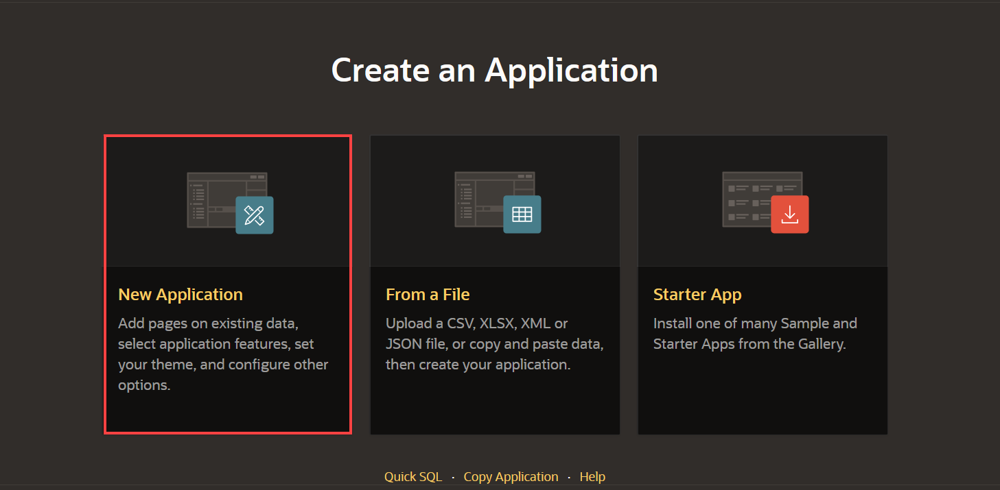 Create an Application
New Application
Add pages on existing data,
select application features, set
your theme, and configure other
options.
From a File
Upload a CSV, XLSX, XML or
JSON file, or copy and paste data,
then create your application.
Starter App
Install one of many Sample and
Starter Apps from the Gallery.
Quick SQL · Copy Application · Help